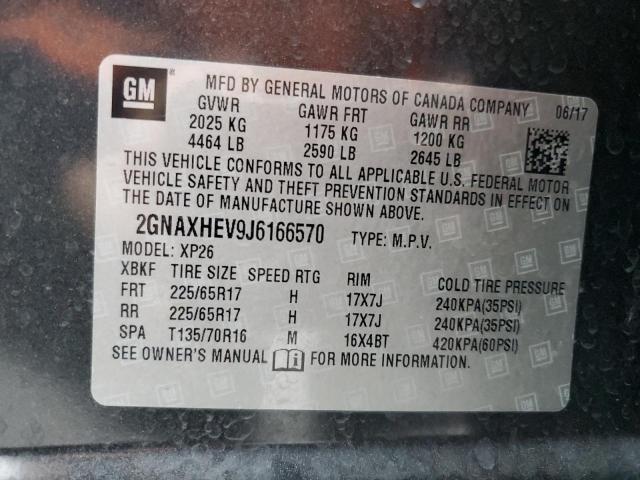 GM ®
MFD BY GENERAL MOTORS OF CANADA COMPANY 06/17
GVWR GAWR FRT GAWR RR
2025 KG 1175 KG 1200 KG
4464 LB 2590 LB 2645 LB
THIS VEHICLE CONFORMS TO ALL APPLICABLE U.S. FEDERAL MOTOR
VEHICLE SAFETY AND THEFT PREVENTION STANDARDS IN EFFECT ON
THE DATE OF MANUFACTURE SHOWN ABOVE.
2GNAXHEV9J6166570 TYPE: M.P.V.
MODEL: XP26
XBKF TIRE SIZE SPEED RTG RIM COLD TIRE PRESSURE
FRT 225/65R17 H 17X7J 240KPA(35PSI)
RR 225/65R17 H 17X7J 240KPA(35PSI)
SPA T135/70R16 M 16X4BT 420KPA(60PSI)
SEE OWNER'S MANUAL FOR MORE INFORMATION.